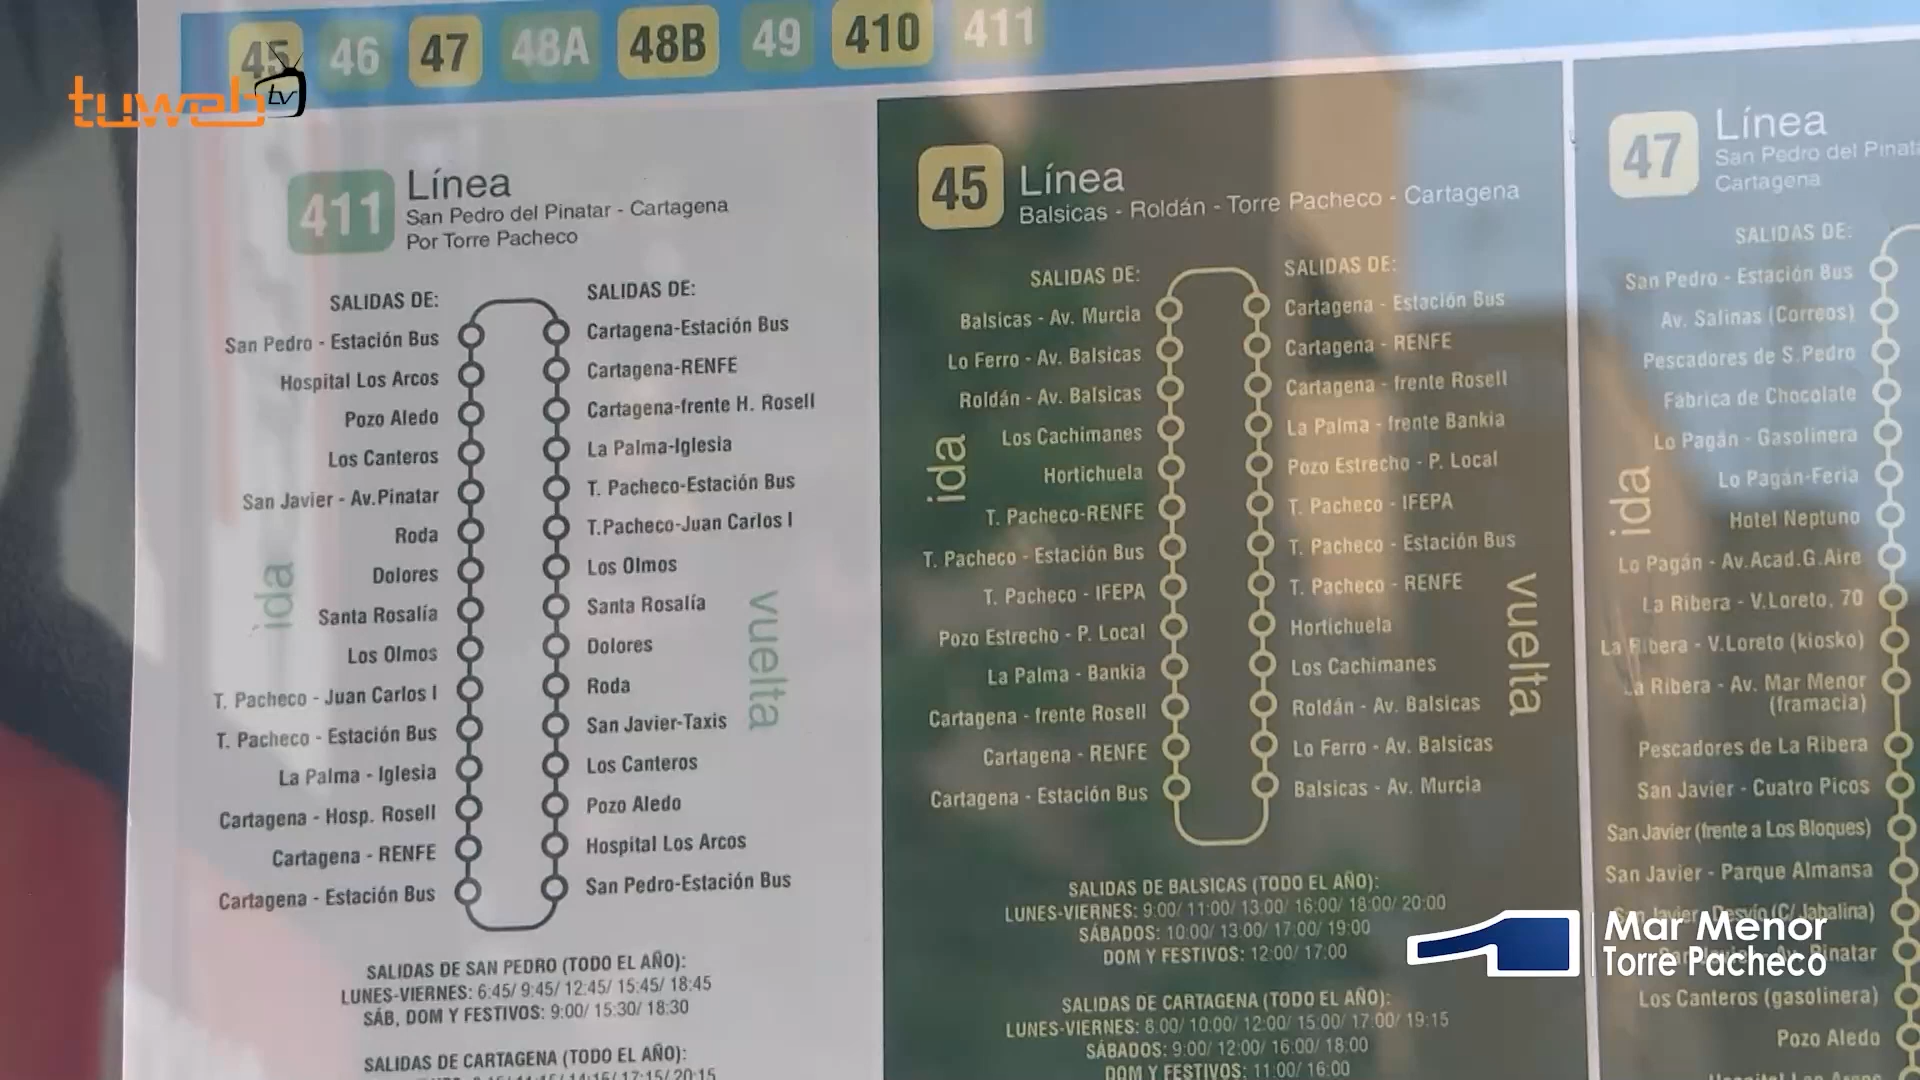 45 46 47 48A 48B 49 410 411
tuweb tv
411 Línea
San Pedro del Pinatar - Cartagena
Por Torre Pacheco
SALIDAS DE:
San Pedro - Estación Bus
Hospital Los Arcos
Pozo Aledo
Los Canteros
San Javier - Av.Pinatar
Roda
Dolores
Santa Rosalía
Los Olmos
T. Pacheco - Juan Carlos I
T. Pacheco - Estación Bus
La Palma - Iglesia
Cartagena - Hosp. Rosell
Cartagena - RENFE
Cartagena - Estación Bus
ida
SALIDAS DE:
Cartagena-Estación Bus
Cartagena-RENFE
Cartagena-frente H. Rosell
La Palma-Iglesia
T. Pacheco-Estación Bus
T.Pacheco-Juan Carlos I
Los Olmos
Santa Rosalía
Dolores
Roda
San Javier-Taxis
Los Canteros
Pozo Aledo
Hospital Los Arcos
San Pedro-Estación Bus
vuelta
SALIDAS DE SAN PEDRO (TODO EL AÑO):
LUNES-VIERNES: 6:45/ 9:45/ 12:45/ 15:45/ 18:45
SÁB, DOM Y FESTIVOS: 9:00/ 15:30/ 18:30
SALIDAS DE CARTAGENA (TODO EL AÑO):
17:15/ 20:15
45 Línea
Balsicas - Roldán - Torre Pacheco - Cartagena
SALIDAS DE:
Balsicas - Av. Murcia
Lo Ferro - Av. Balsicas
Roldán - Av. Balsicas
Los Cachimanes
Hortichuela
T. Pacheco-RENFE
T. Pacheco - Estación Bus
T. Pacheco - IFEPA
Pozo Estrecho - P. Local
La Palma - Bankia
Cartagena - frente Rosell
Cartagena - RENFE
Cartagena - Estación Bus
ida
SALIDAS DE:
Cartagena - Estación Bus
Cartagena - RENFE
Cartagena - frente Rosell
La Palma - frente Bankia
Pozo Estrecho - P. Local
T. Pacheco - IFEPA
T. Pacheco - Estación Bus
T. Pacheco - RENFE
Hortichuela
Los Cachimanes
Roldán - Av. Balsicas
Lo Ferro - Av. Balsicas
Balsicas - Av. Murcia
vuelta
SALIDAS DE BALSICAS (TODO EL AÑO):
LUNES-VIERNES: 9:00/ 11:00/ 13:00/ 16:00/ 18:00/ 20:00
SÁBADOS: 10:00/ 13:00/ 17:00/ 19:00
DOM Y FESTIVOS: 12:00/ 17:00
SALIDAS DE CARTAGENA (TODO EL AÑO):
LUNES-VIERNES: 8:00/ 10:00/ 12:00/ 15:00/ 17:00/ 19:15
SÁBADOS: 9:00/ 12:00/ 16:00/ 18:00
DOM Y FESTIVOS: 11:00/ 16:00
47 Línea
San Pedro del Pinat
Cartagena
SALIDAS DE:
San Pedro - Estación Bus
Av. Salinas (Correos)
Pescadores de S.Pedro
Fábrica de Chocolate
Lo Pagán - Gasolinera
Lo Pagán-Feria
Hotel Neptuno
Lo Pagán - Av.Acad.G.Aire
La Ribera - V.Loreto, 70
La Ribera - V.Loreto (kiosko)
La Ribera - Av. Mar Menor
(framacia)
Pescadores de La Ribera
San Javier - Cuatro Picos
San Javier (frente a Los Bloques)
San Javier - Parque Almansa
San Javier - Desvío (C/ Jabalina)
Pinatar
Los Canteros (gasolinera)
Pozo Aledo
ida
Mar Menor
Torre Pacheco